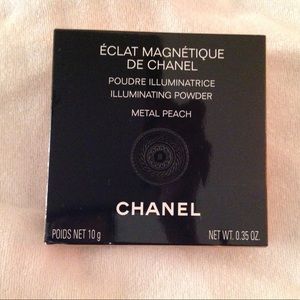 ÉCLAT MAGNÉTIQUE
DE CHANEL
POUDRE ILLUMINATRICE
ILLUMINATING POWDER
METAL PEACH
CHANEL
POIDS NET 10 g
NET WT. 0.35 OZ.